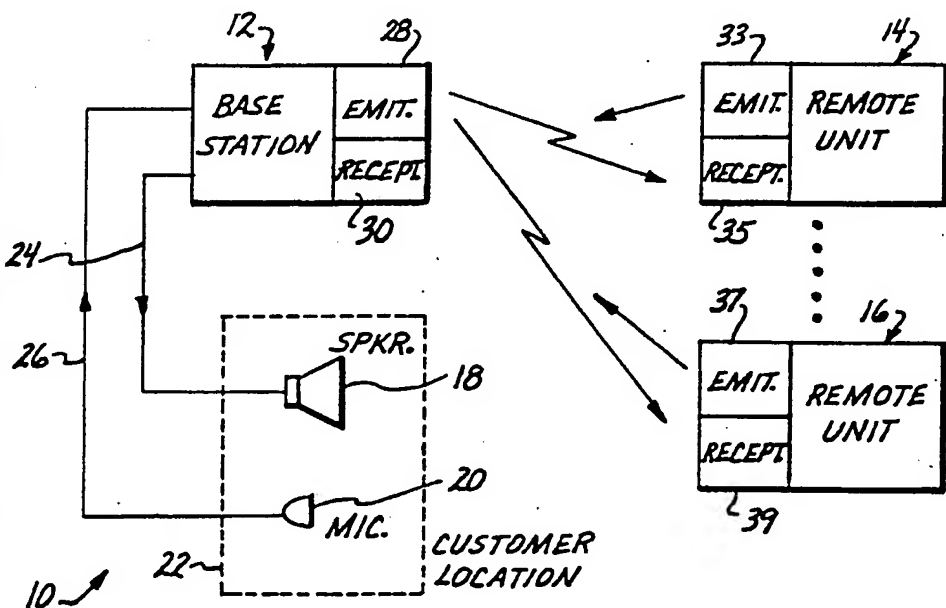 12
28
33
14
BASE
STATION
EMIT.
RECEPT.
30
EMIT.
RECEPT.
REMOTE
UNIT
35
24
26
SPKR.
18
20
MIC.
22
CUSTOMER
LOCATION
10
37
16
EMIT.
RECEPT.
REMOTE
UNIT
39